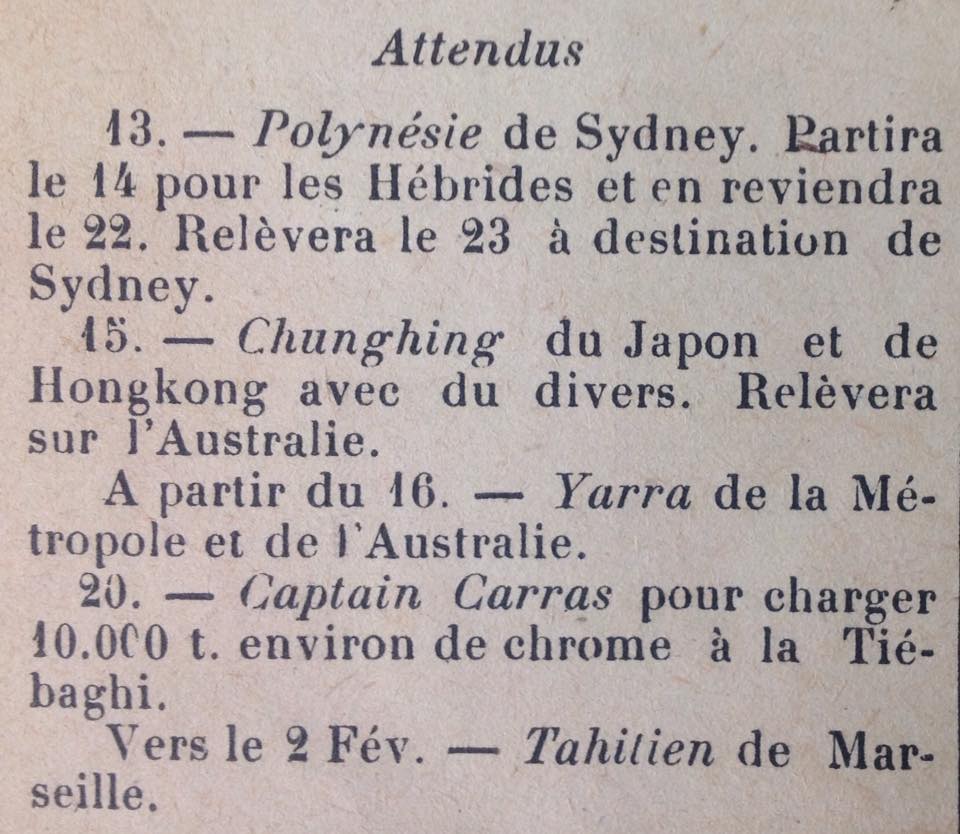 Attendus
13. — Polynésie de Sydney. Partira
le 14 pour les Hébrides et en reviendra
le 22. Relèvera le 23 à destination de
Sydney.
15. — Chunghing du Japon et de
Hongkong avec du divers. Relèvera
sur l'Australie.
A partir du 16. — Yarra de la Mé-
tropole et de l'Australie.
20. — Captain Carras pour charger
10.000 t. environ de chrome à la Tié-
baghi.
Vers le 2 Fév. — Tahitien de Mar-
seille.